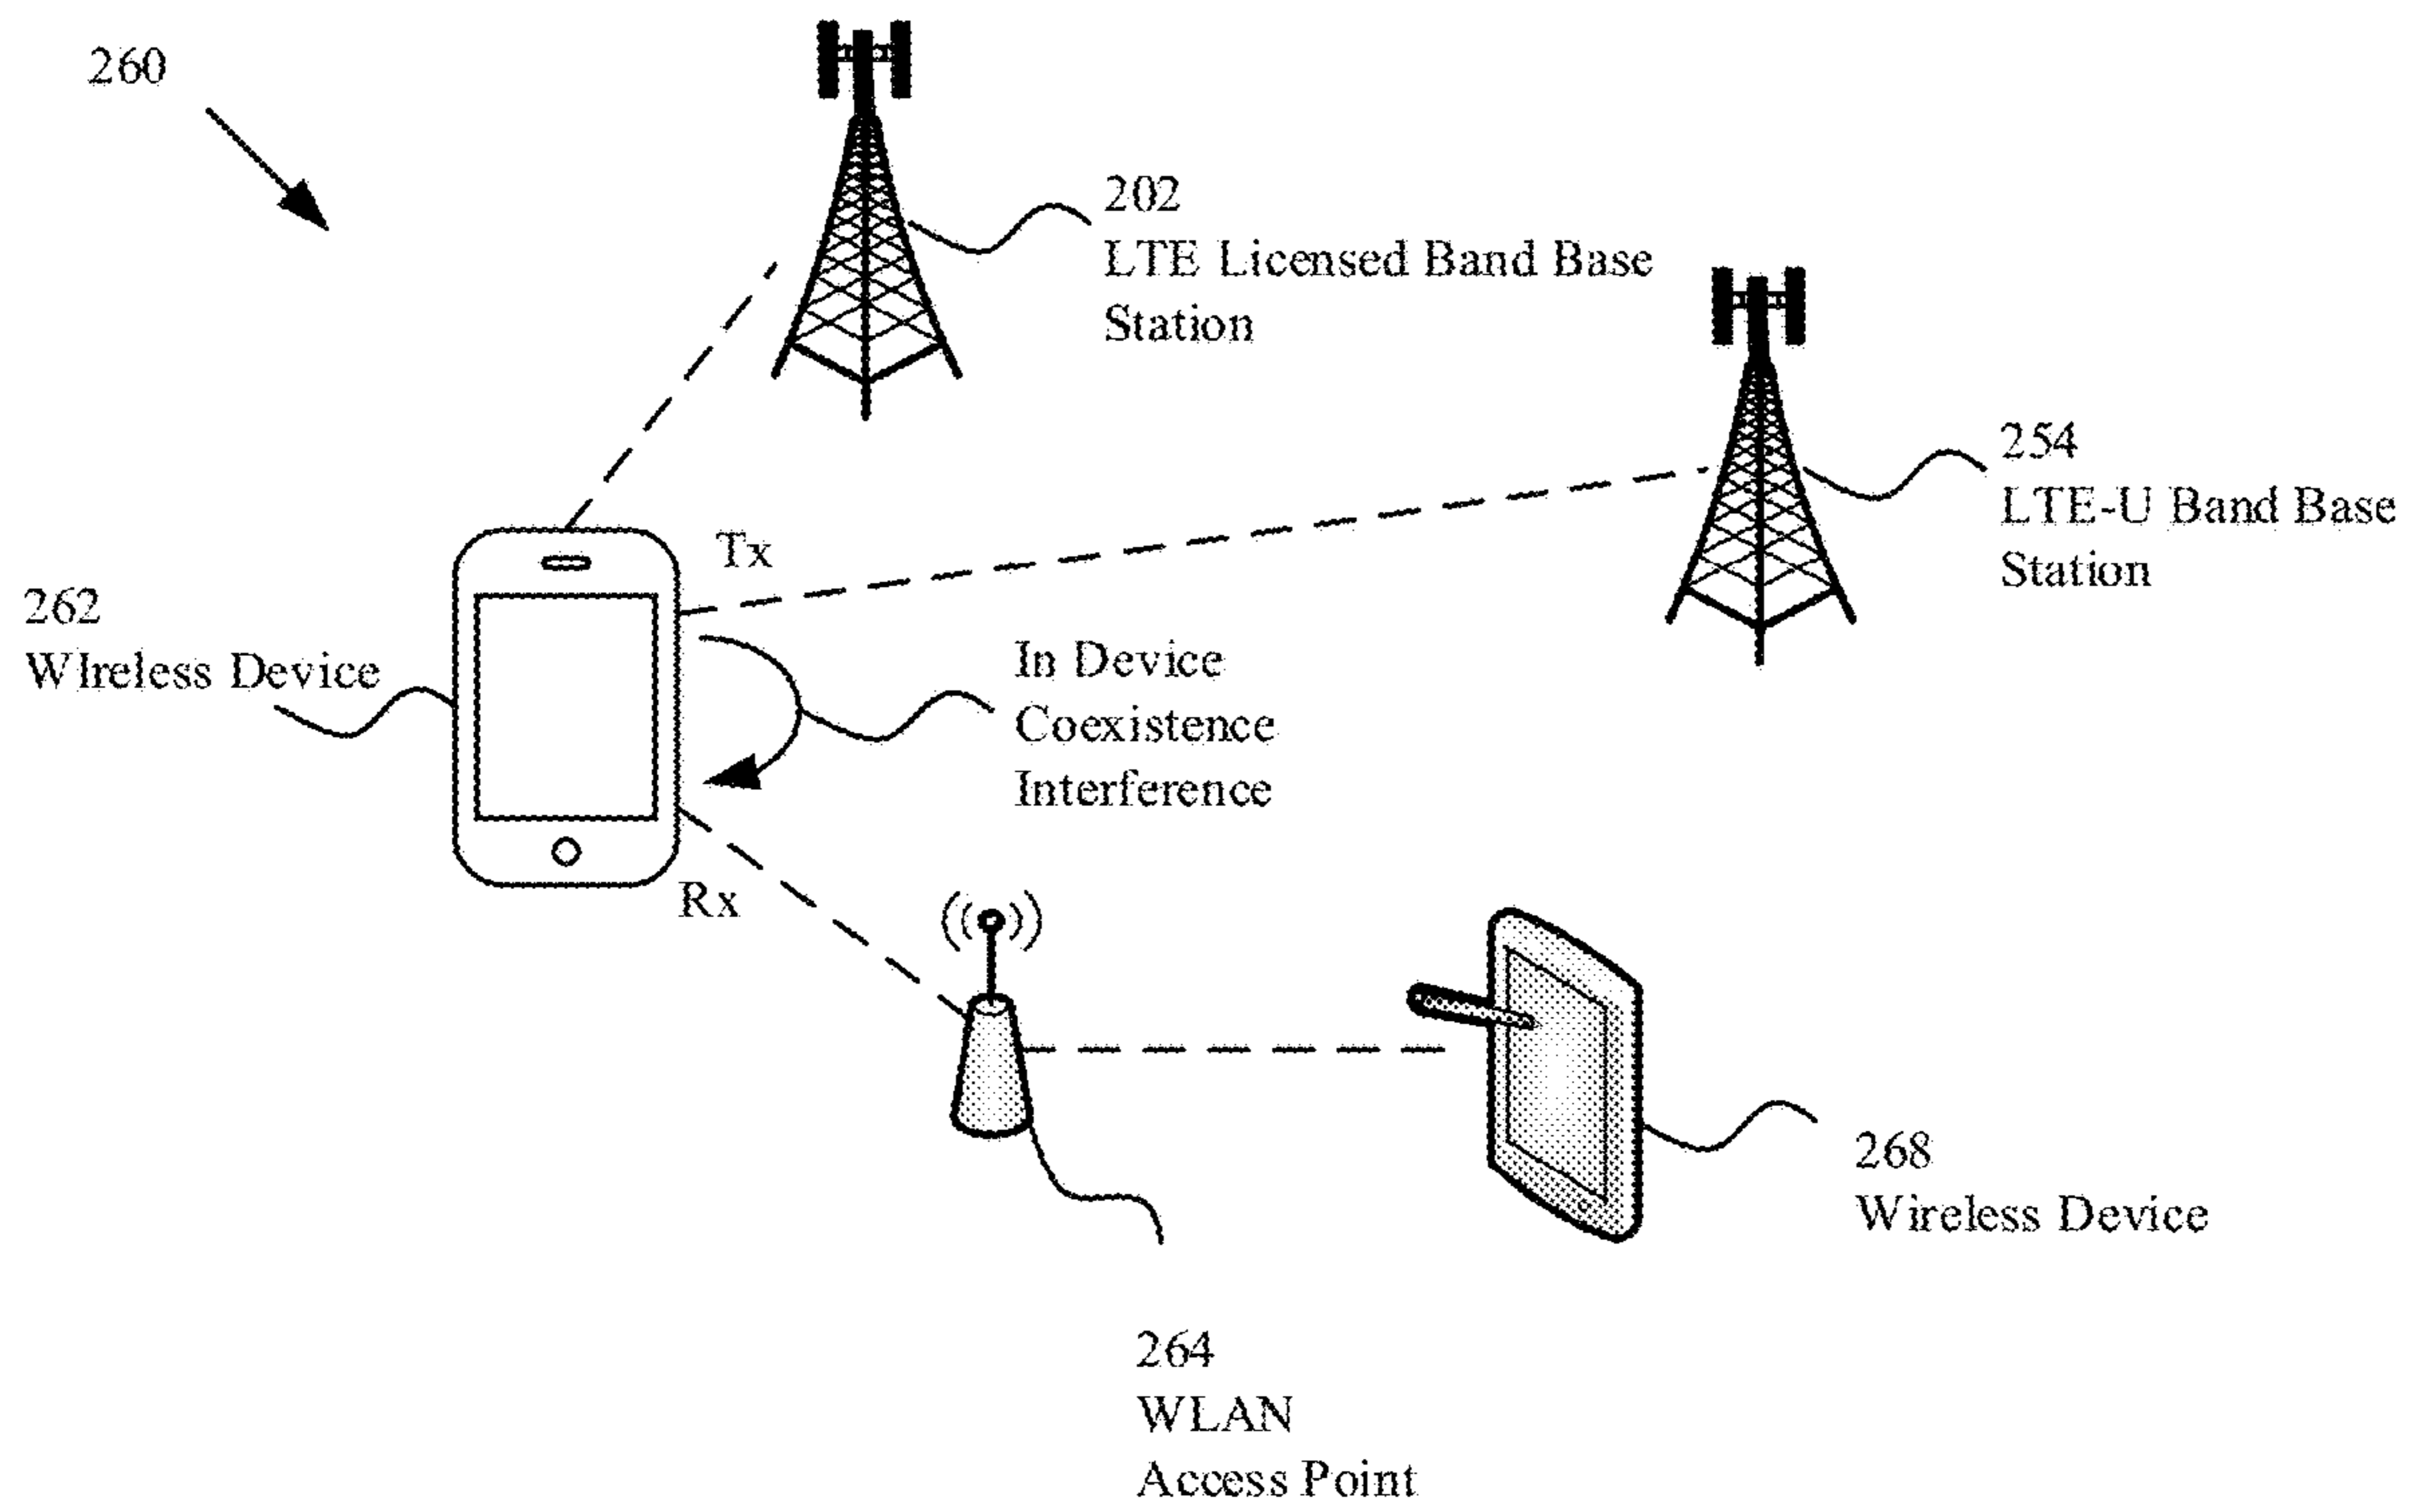 260
202
LTE Licensed Band Base
Station
254
LTE-U Band Base
Station
Tx
262
WIreless Device
In Device
Coexistence
Interference
Rx
268
Wireless Device
264
WLAN
Access Point